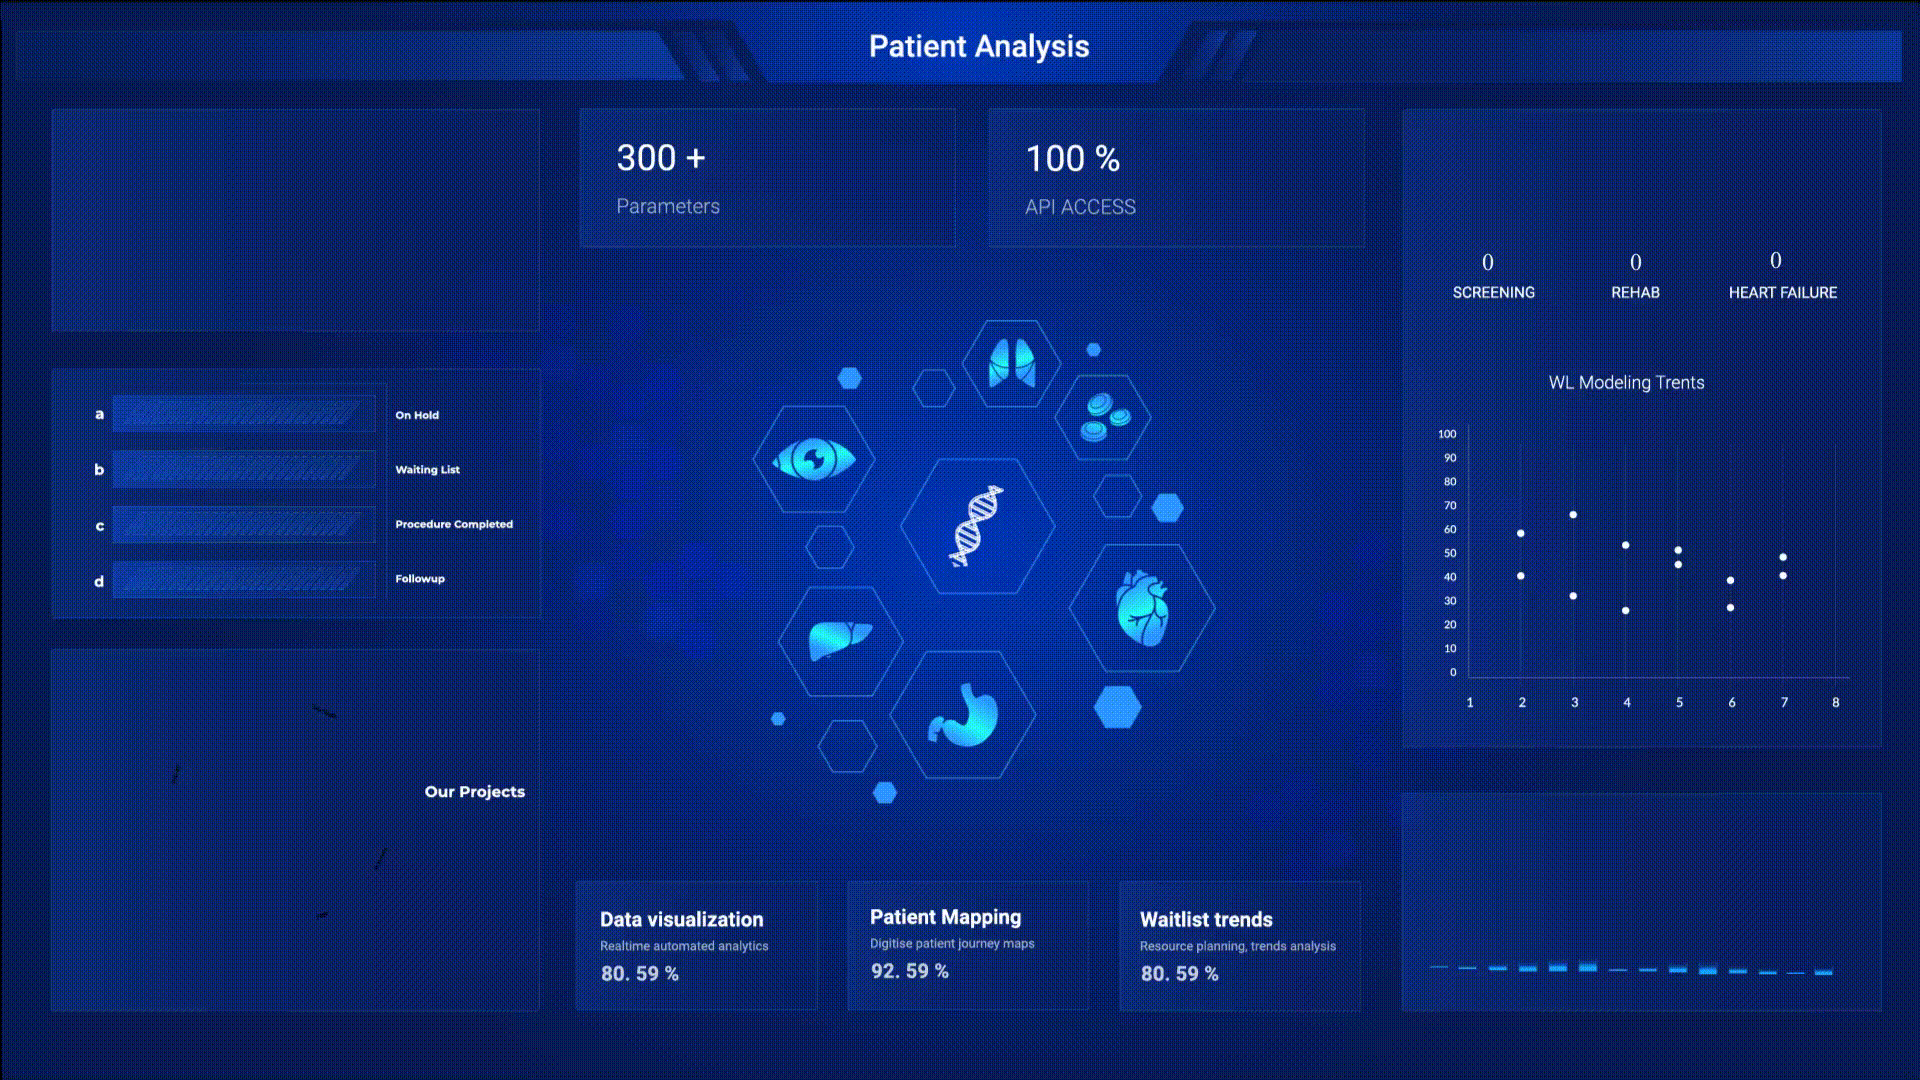 Patient Analysis
300 +
Parameters
100 %
API ACCESS
0
SCREENING
0
REHAB
0
HEART FAILURE
a
On Hold
b
Waiting List
c
Procedure Completed
d
Followup
WL Modeling Trents
100
90
80
70
60
50
40
30
20
10
0
1 2 3 4 5 6 7 8
Our Projects
Data visualization
Realtime automated analytics
80. 59 %
Patient Mapping
Digitise patient journey maps
92. 59 %
Waitlist trends
Resource planning, trends analysis
80. 59 %